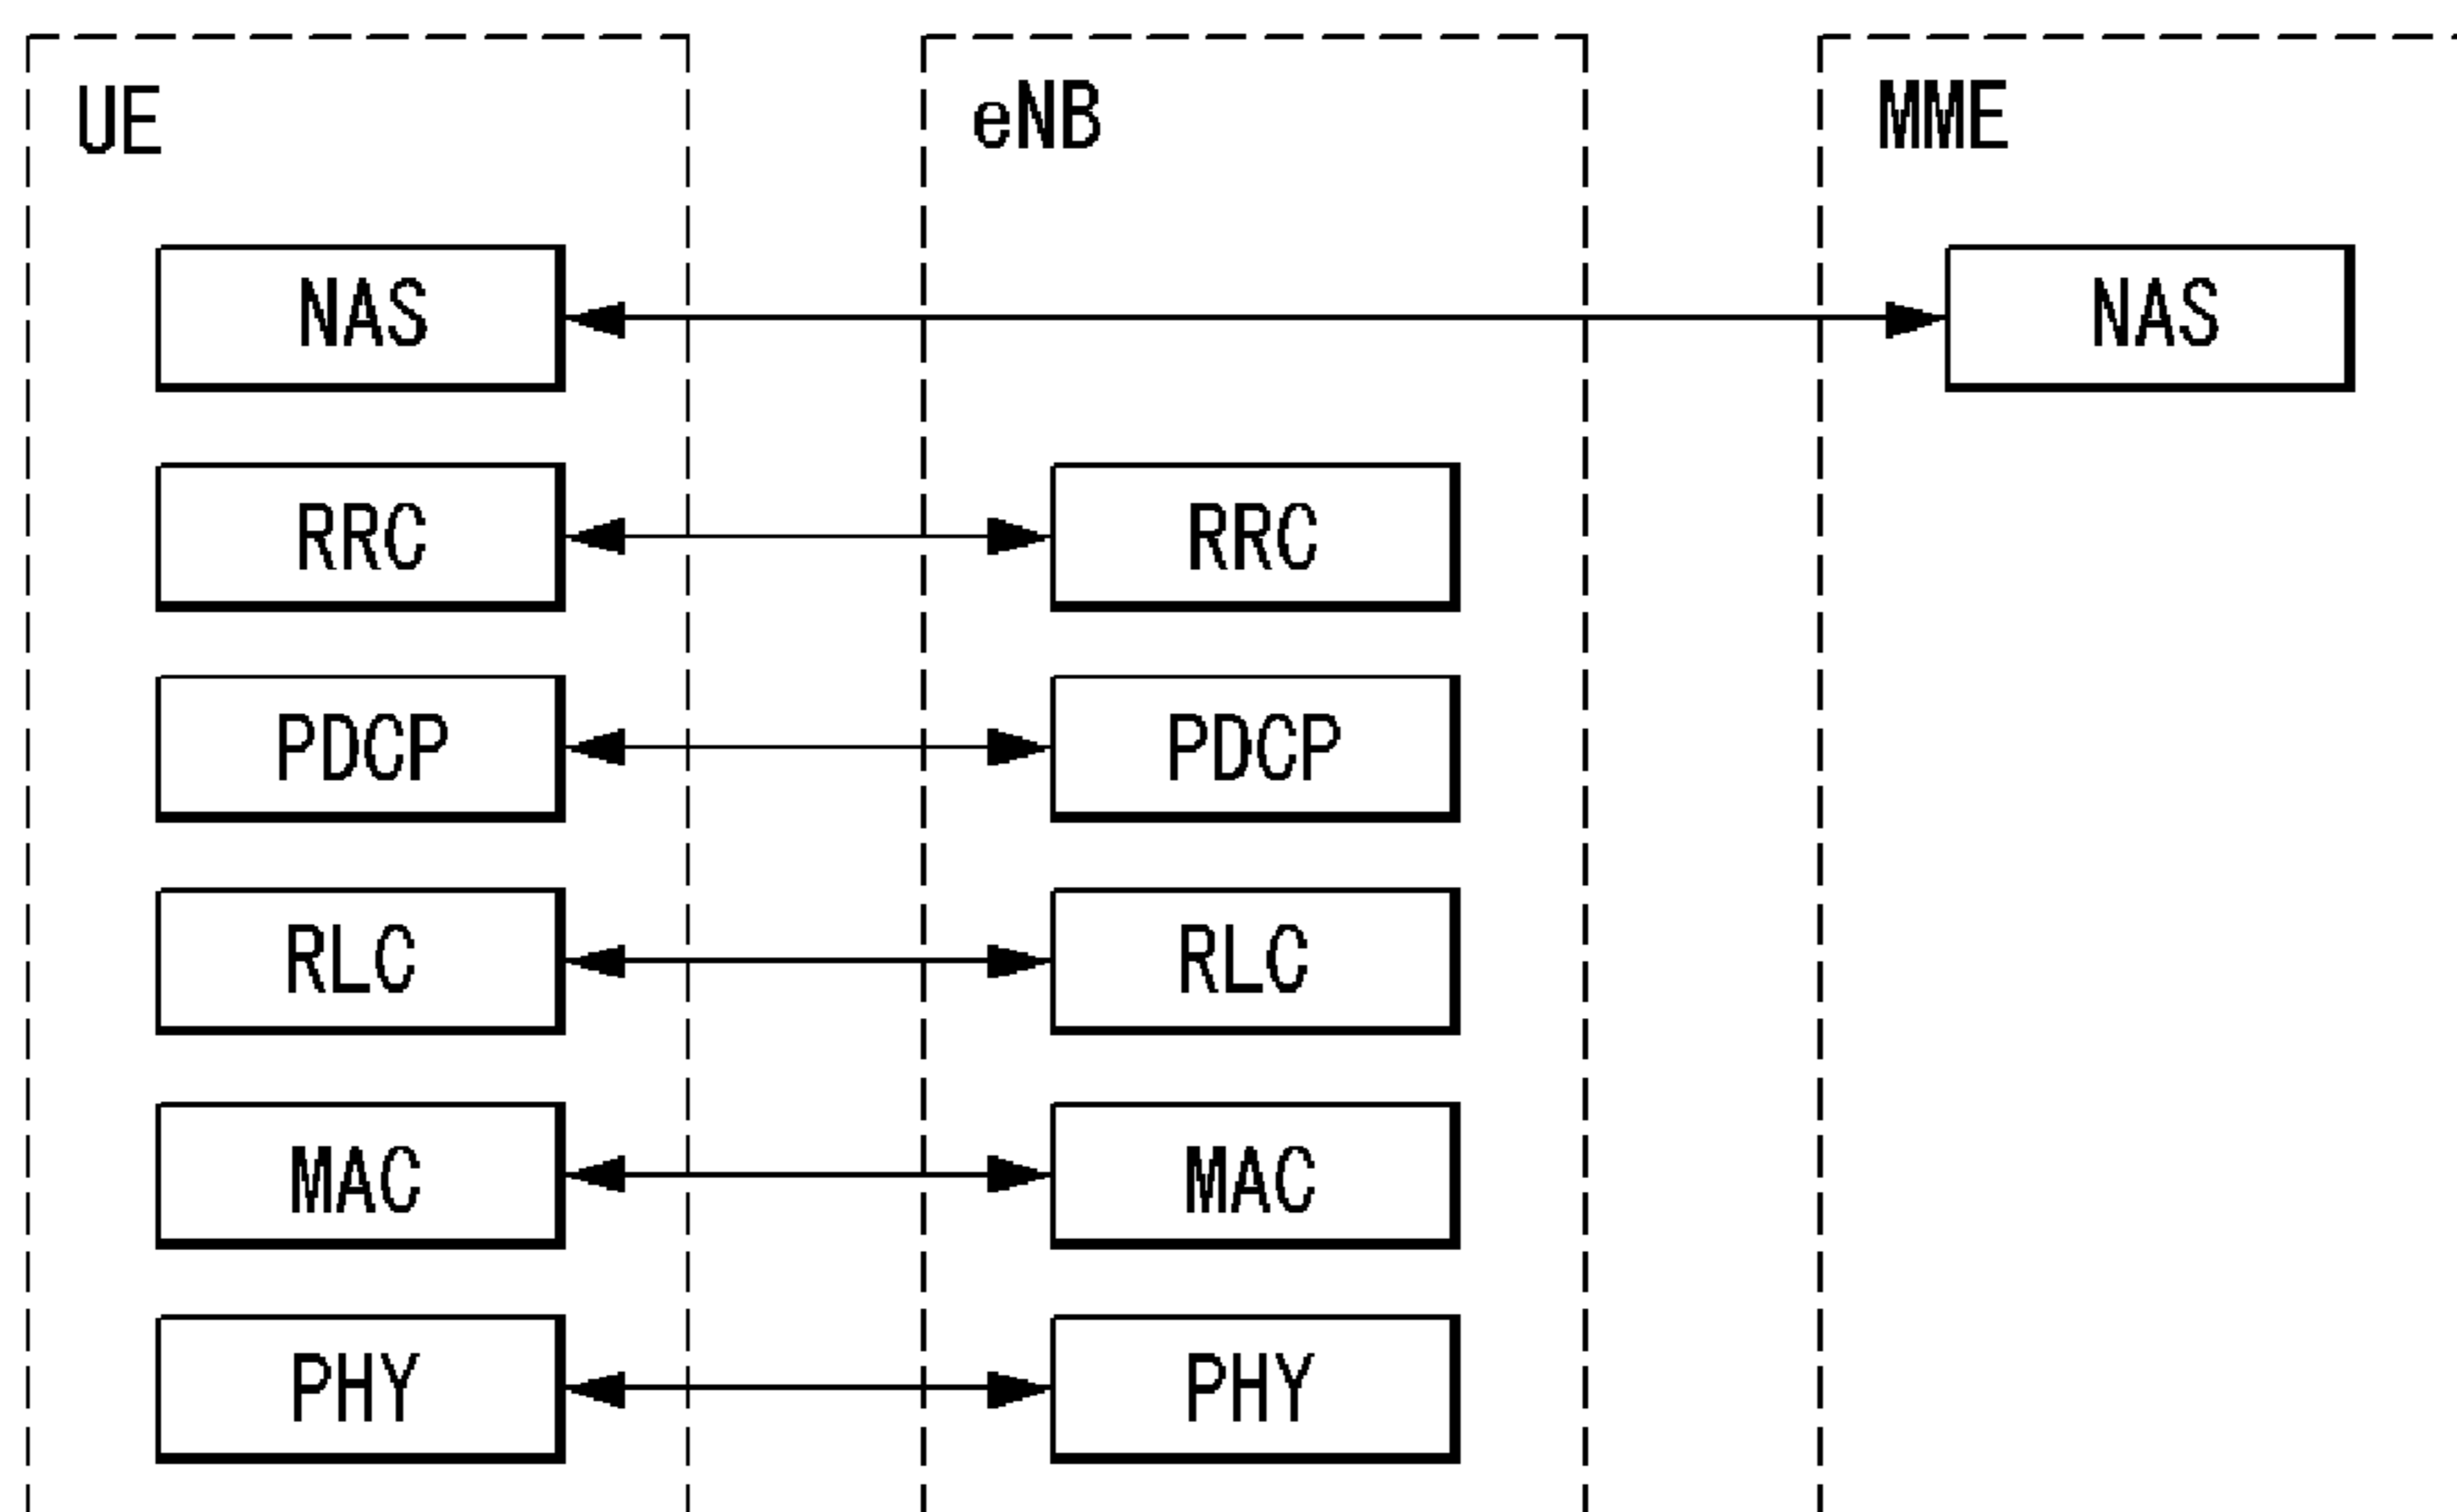 UE eNB MME
NAS NAS
RRC RRC
PDCP PDCP
RLC RLC
MAC MAC
PHY PHY